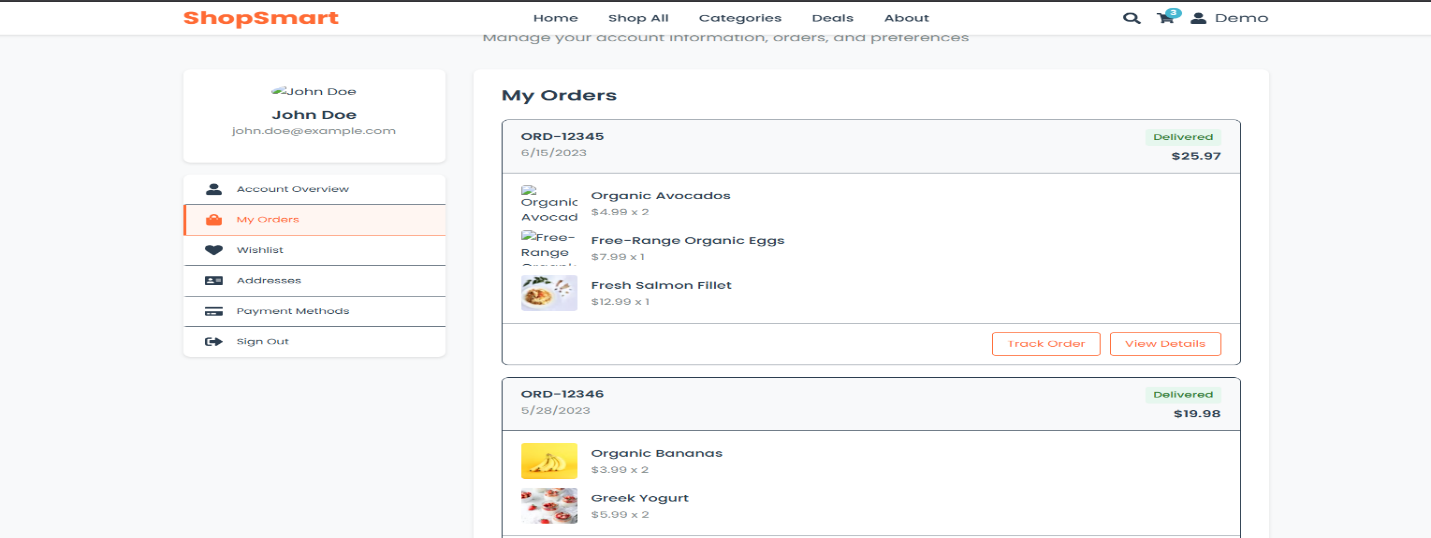 ShopSmart
Home Shop All Categories Deals About
3
Demo
Manage your account information, orders, and preferences
John Doe
John Doe
john.doe@example.com
Account Overview
My Orders
Wishlist
Addresses
Payment Methods
Sign Out
My Orders
ORD-12345
6/15/2023
Delivered
$25.97
Organic
Avocad
Organic Avocados
$4.99 x 2
Free-
Range
Free-Range Organic Eggs
$7.99 x 1
Fresh Salmon Fillet
$12.99 x 1
Track Order
View Details
ORD-12346
5/28/2023
Delivered
$19.98
Organic Bananas
$3.99 x 2
Greek Yogurt
$5.99 x 2